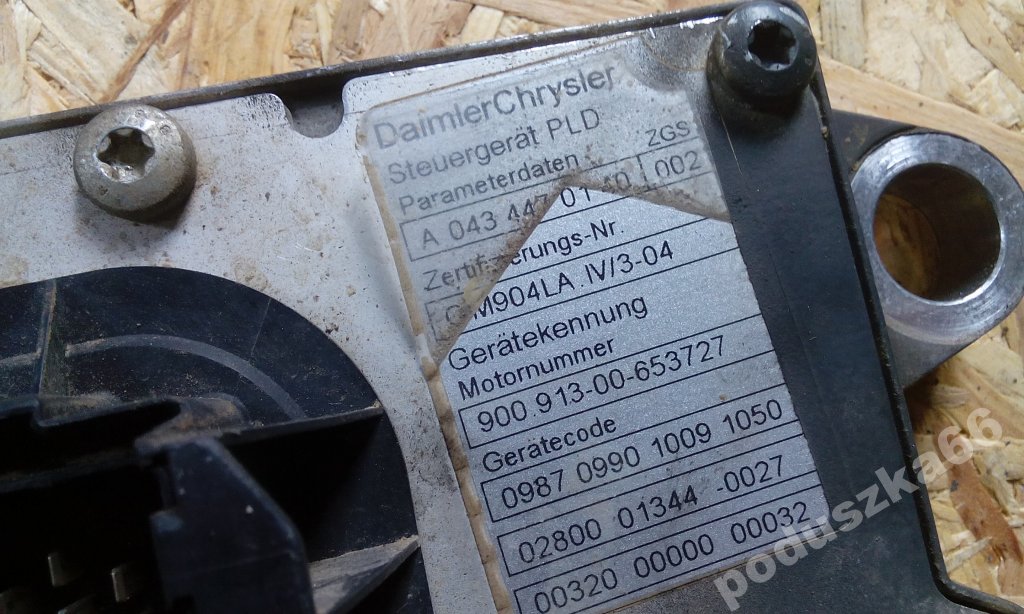 DaimlerChrysler
Steuergerät PLD
Parameterdaten ZGS
A 043 447 01 40 002
Zertifizierungs-Nr.
OM904LA.IV/3-04
Gerätekennung
Motornummer
900.913-00-653727
Gerätecode
0987 0990 1009 1050
02800 01344 -0027
00320 00000 00032
poduszka66